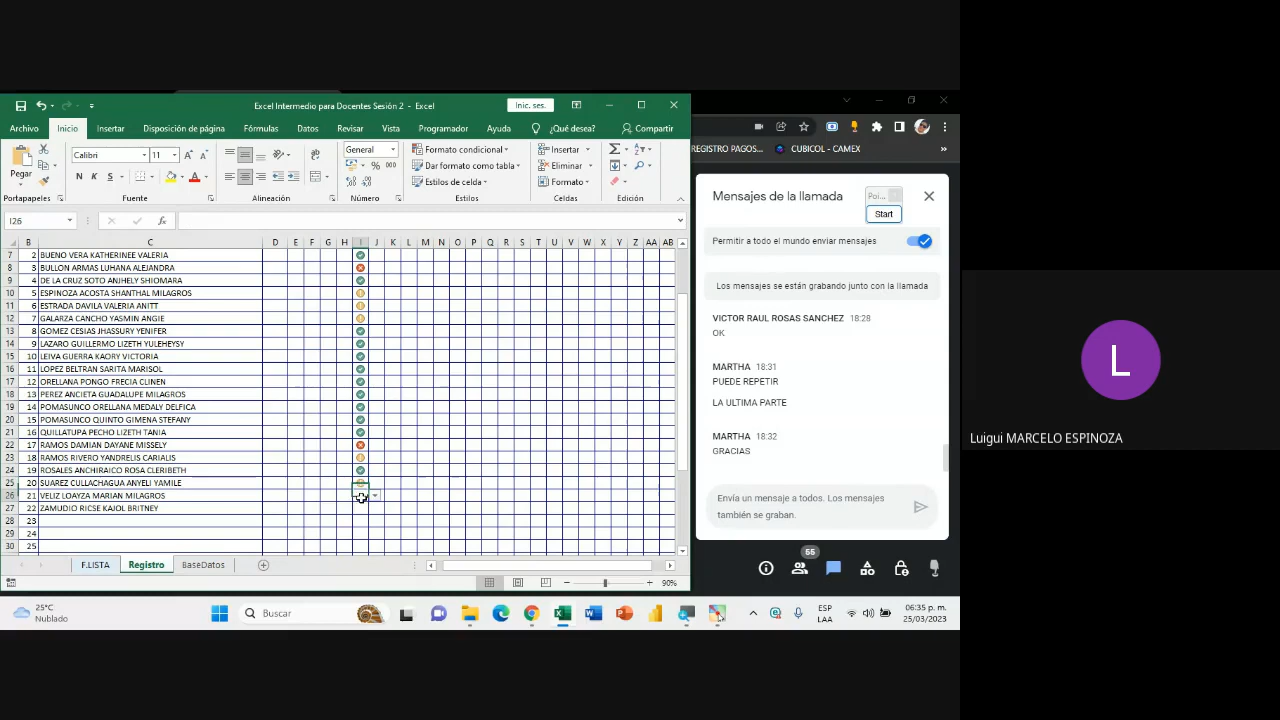 Excel Intermedio para Docentes Sesión 2 - Excel
Inic. ses.
Archivo Inicio Insertar Disposición de página Fórmulas Datos Revisar Vista Programador Ayuda ¿Qué desea? Compartir
Pegar
Calibri 11
N K S
General
% 000
Formato condicional
Dar formato como tabla
Estilos de celda
Insertar
Eliminar
Formato
Portapapeles Fuente Alineación Número Estilos Celdas Edición
I26
B C D E F G H I J K L M N O P Q R S T U V W X Y Z AA AB
7 2 BUENO VERA KATHERINEE VALERIA
8 3 BULLON ARMAS LUHANA ALEJANDRA
9 4 DE LA CRUZ SOTO ANJHELY SHIOMARA
10 5 ESPINOZA ACOSTA SHANTHAL MILAGROS
11 6 ESTRADA DAVILA VALERIA ANITT
12 7 GALARZA CANCHO YASMIN ANGIE
13 8 GOMEZ CESIAS JHASSURY YENIFER
14 9 LAZARO GUILLERMO LIZETH YULEHEYSY
15 10 LEIVA GUERRA KAORY VICTORIA
16 11 LOPEZ BELTRAN SARITA MARISOL
17 12 ORELLANA PONGO FRECIA CLINEN
18 13 PEREZ ANCIETA GUADALUPE MILAGROS
19 14 POMASUNCO ORELLANA MEDALY DELFICA
20 15 POMASUNCO QUINTO GIMENA STEFANY
21 16 QUILLATUPA PECHO LIZETH TANIA
22 17 RAMOS DAMIAN DAYANE MISSELY
23 18 RAMOS RIVERO YANDRELIS CARIALIS
24 19 ROSALES ANCHIRAICO ROSA CLERIBETH
25 20 SUAREZ CULLACHAGUA ANYELI YAMILE
26 21 VELIZ LOAYZA MARIAN MILAGROS
27 22 ZAMUDIO RICSE KAJOL BRITNEY
28 23
29 24
30 25
F.LISTA Registro BaseDatos
90%
REGISTRO PAGOS... CUBICOL - CAMEX
Mensajes de la llamada
Poi...
Start
Permitir a todo el mundo enviar mensajes
Los mensajes se están grabando junto con la llamada
VICTOR RAUL ROSAS SANCHEZ 18:28
OK
MARTHA 18:31
PUEDE REPETIR
LA ULTIMA PARTE
MARTHA 18:32
GRACIAS
Envía un mensaje a todos. Los mensajes
también se graban.
55
25°C
Nublado
Buscar
ESP
LAA
06:35 p. m.
25/03/2023
L
Luigui MARCELO ESPINOZA